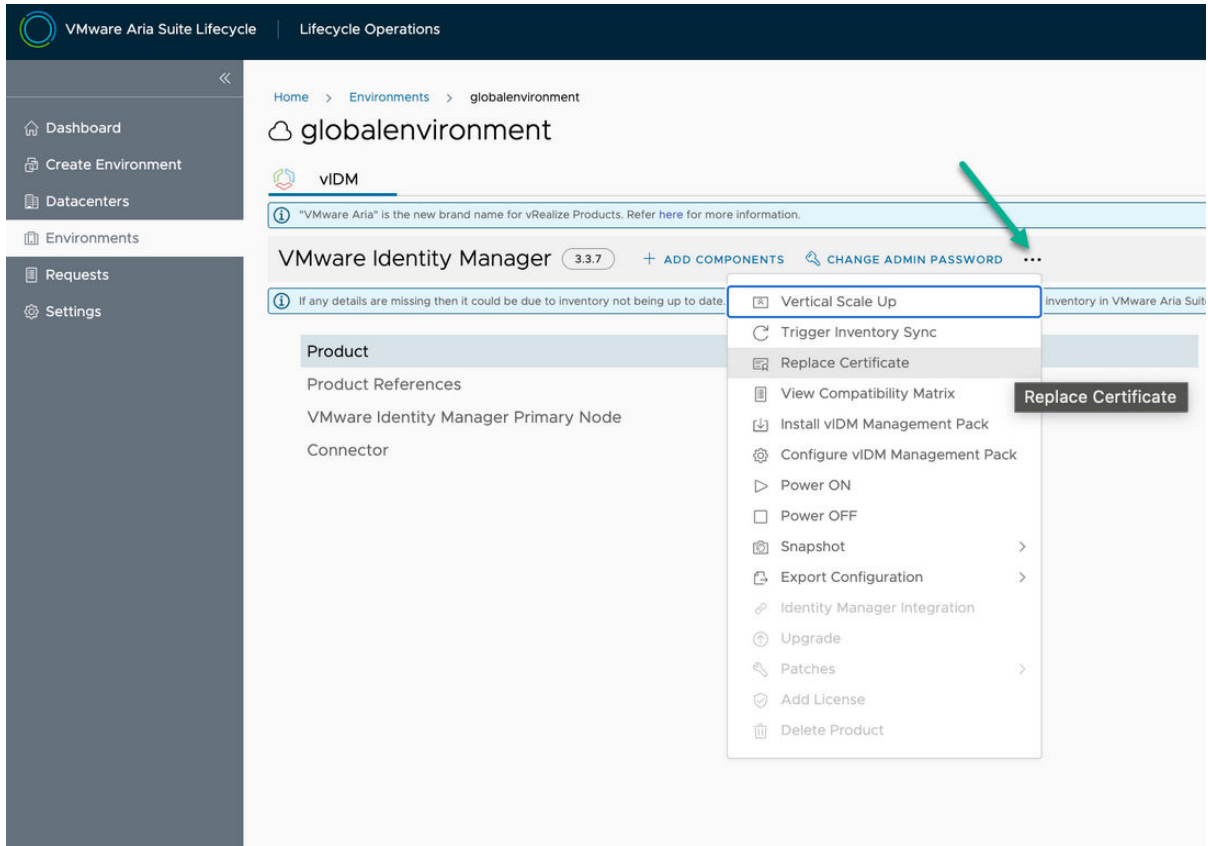 VMware Aria Suite Lifecycle Lifecycle Operations
Home > Environments > globalenvironment
globalenvironment
Dashboard
Create Environment
Datacenters
Environments
Requests
Settings
vIDM
"VMware Aria" is the new brand name for vRealize Products. Refer here for more information.
VMware Identity Manager 3.3.7 + ADD COMPONENTS CHANGE ADMIN PASSWORD ...
If any details are missing then it could be due to inventory not being up to date. inventory in VMware Aria Suit
Product
Product References
VMware Identity Manager Primary Node
Connector
Vertical Scale Up
Trigger Inventory Sync
Replace Certificate
View Compatibility Matrix
Install vIDM Management Pack
Configure vIDM Management Pack
Power ON
Power OFF
Snapshot
Export Configuration
Identity Manager Integration
Upgrade
Patches
Add License
Delete Product
Replace Certificate